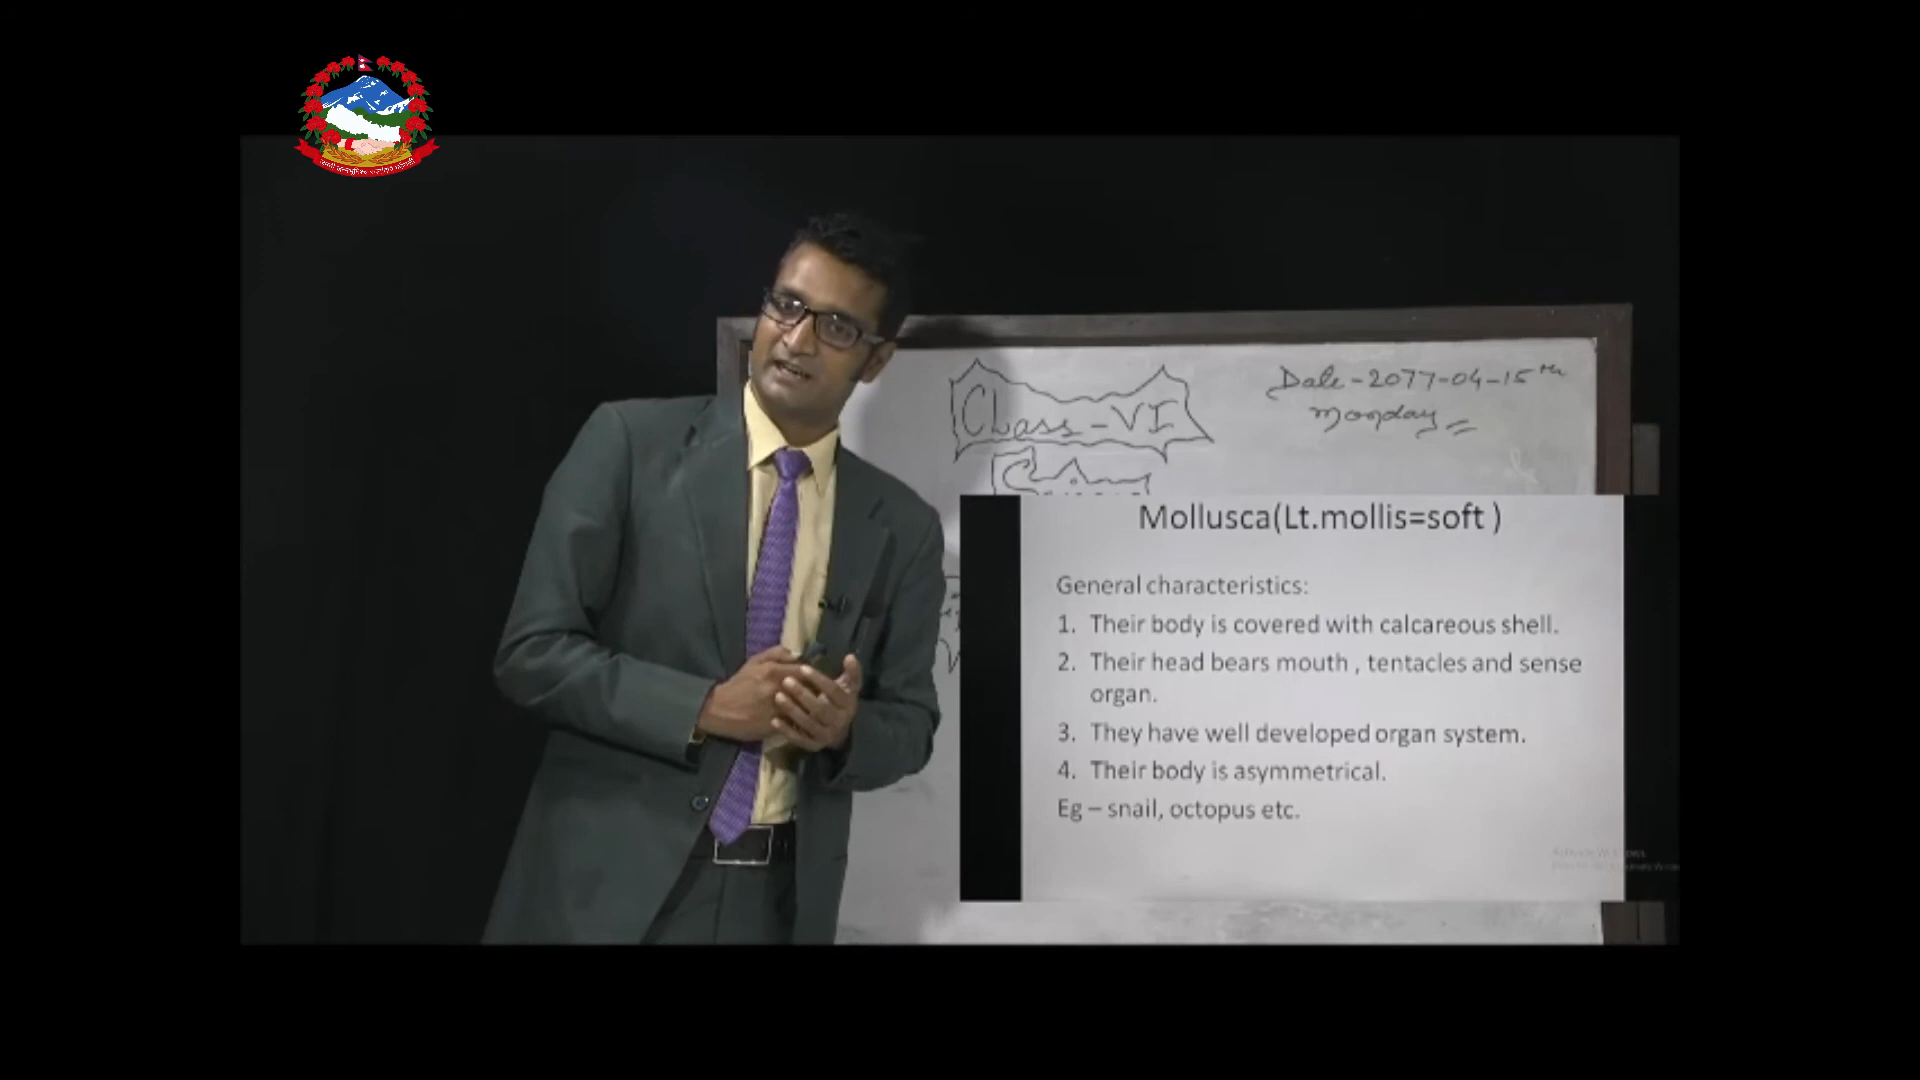 Class-VI
Date-2077-04-15th
Monday
Mollusca(Lt.mollis=soft )
General characteristics:
1. Their body is covered with calcareous shell.
2. Their head bears mouth , tentacles and sense
organ.
3. They have well developed organ system.
4. Their body is asymmetrical.
Eg – snail, octopus etc.